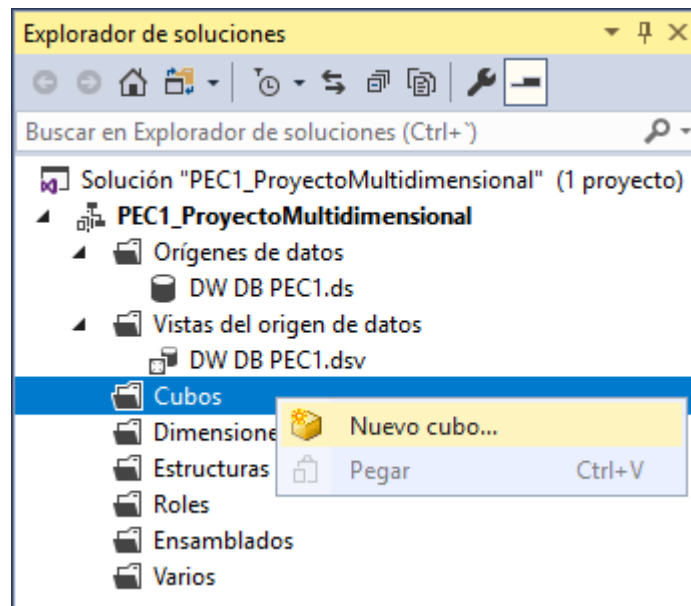 Explorador de soluciones
Buscar en Explorador de soluciones (Ctrl+`)
Solución "PEC1_ProyectoMultidimensional" (1 proyecto)
PEC1_ProyectoMultidimensional
Orígenes de datos
DW DB PEC1.ds
Vistas del origen de datos
DW DB PEC1.dsv
Cubos
Nuevo cubo...
Dimensione
Estructuras
Pegar Ctrl+V
Roles
Ensamblados
Varios